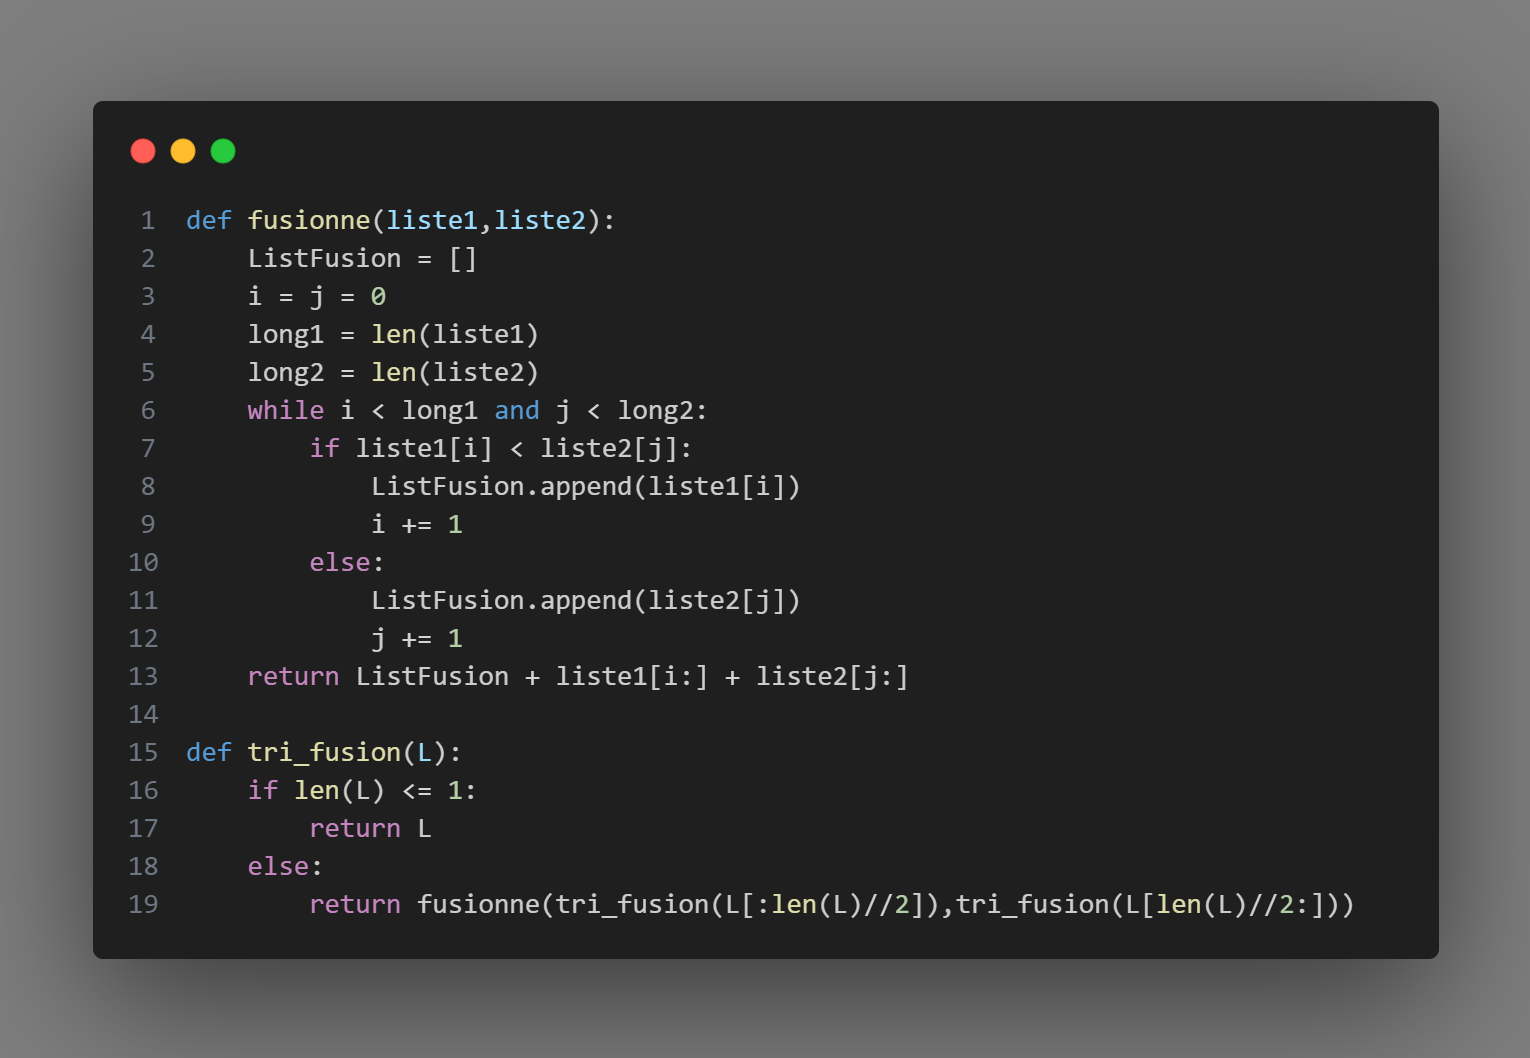 1 def fusionne(liste1,liste2):
2     ListFusion = []
3     i = j = 0
4     long1 = len(liste1)
5     long2 = len(liste2)
6     while i < long1 and j < long2:
7         if liste1[i] < liste2[j]:
8             ListFusion.append(liste1[i])
9             i += 1
10         else:
11             ListFusion.append(liste2[j])
12             j += 1
13     return ListFusion + liste1[i:] + liste2[j:]
14
15 def tri_fusion(L):
16     if len(L) <= 1:
17         return L
18     else:
19         return fusionne(tri_fusion(L[:len(L)//2]),tri_fusion(L[len(L)//2:]))